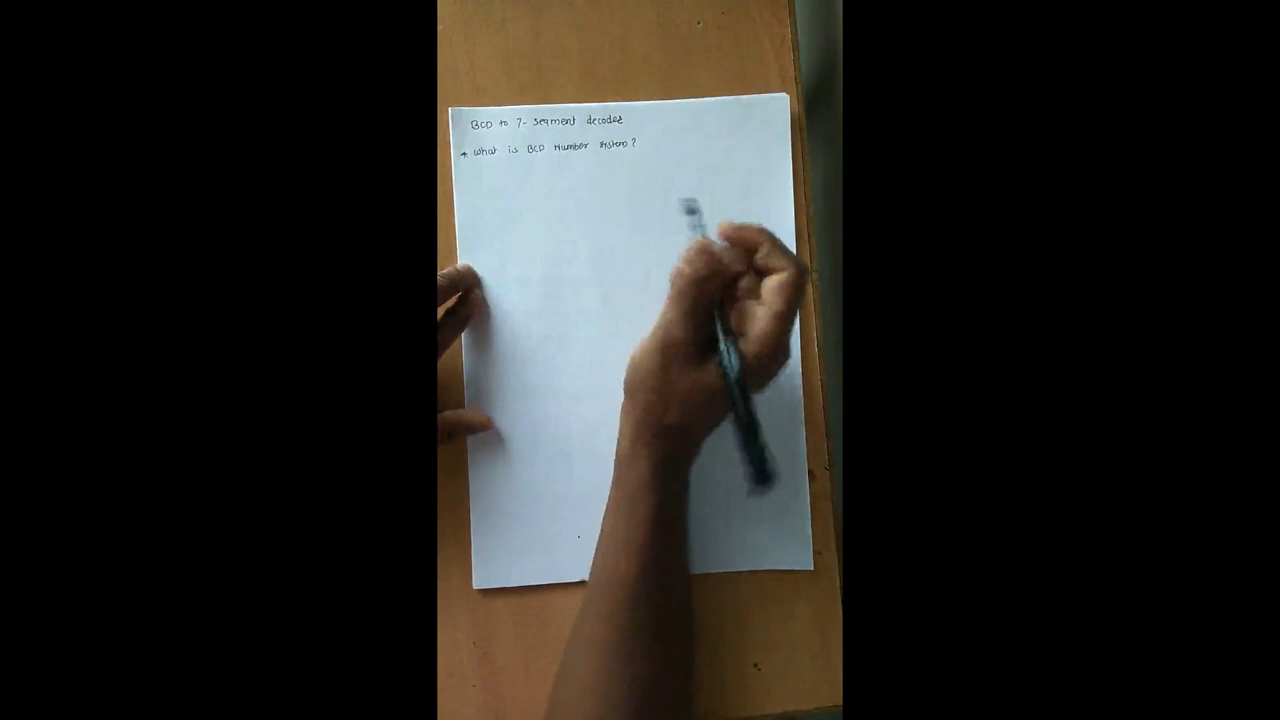 BCD to 7- segment decoder
* What is BCD Number system?